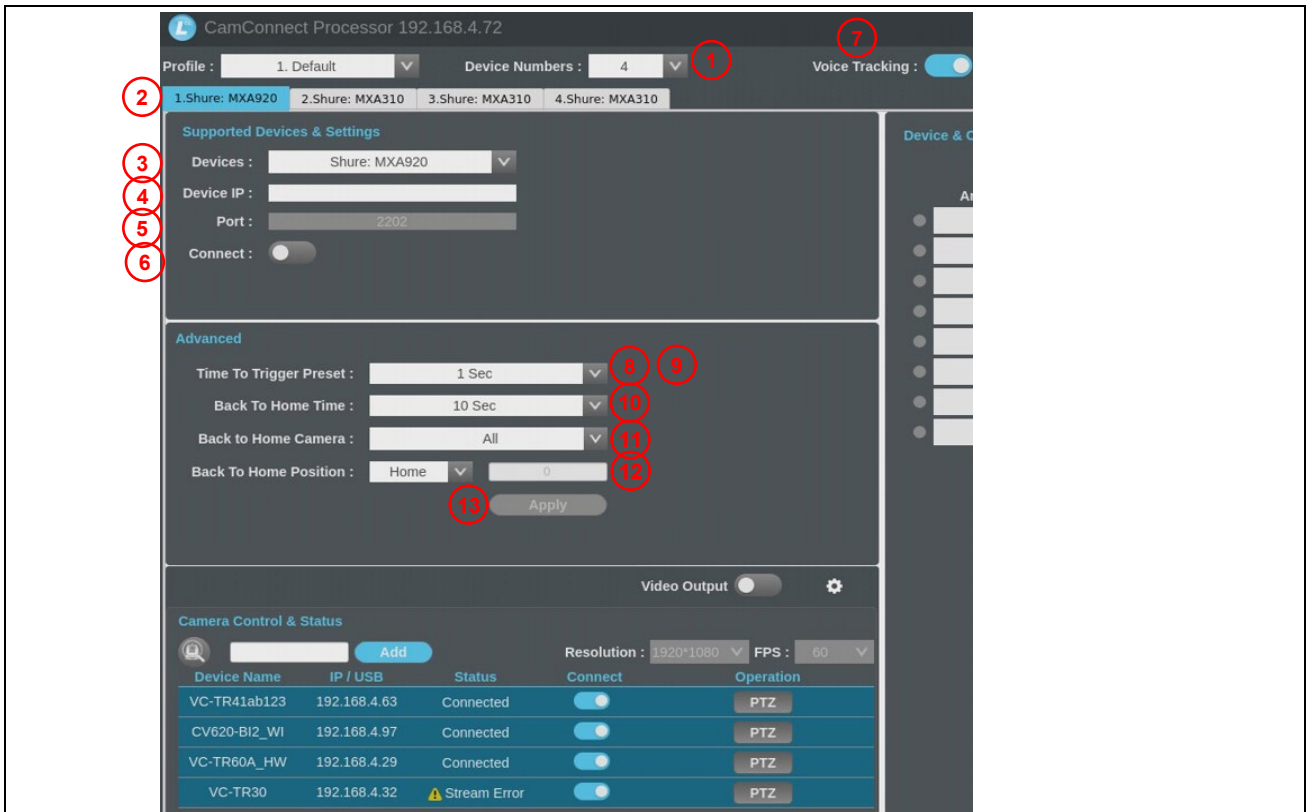 CamConnect Processor 192.168.4.72
7
Profile : 1. Default Device Numbers : 4 1 Voice Tracking :
2 1.Shure: MXA920 2.Shure: MXA310 3.Shure: MXA310 4.Shure: MXA310
Supported Devices & Settings
Device &
3 Devices : Shure: MXA920
4 Device IP :
5 Port : 2202
6 Connect :
Advanced
Time To Trigger Preset : 1 Sec 8 9
Back To Home Time : 10 Sec 10
Back to Home Camera : All 11
Back To Home Position : Home 0 12
13 Apply
Video Output
Camera Control & Status
Add Resolution : 1920*1080 FPS : 60
Device Name IP / USB Status Connect Operation
VC-TR41ab123 192.168.4.63 Connected PTZ
CV620-BI2_WI 192.168.4.97 Connected PTZ
VC-TR60A_HW 192.168.4.29 Connected PTZ
VC-TR30 192.168.4.32 Stream Error PTZ